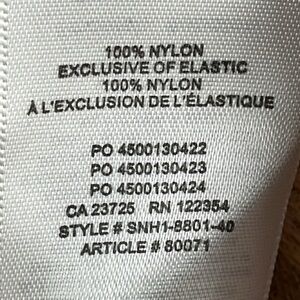 100% NYLON
EXCLUSIVE OF ELASTIC
100% NYLON
À L'EXCLUSION DE L'ÉLASTIQUE
PO 4500130422
PO 4500130423
PO 4500130424
CA 23725 RN 122354
STYLE # SNH1-8801-40
ARTICLE # 80071